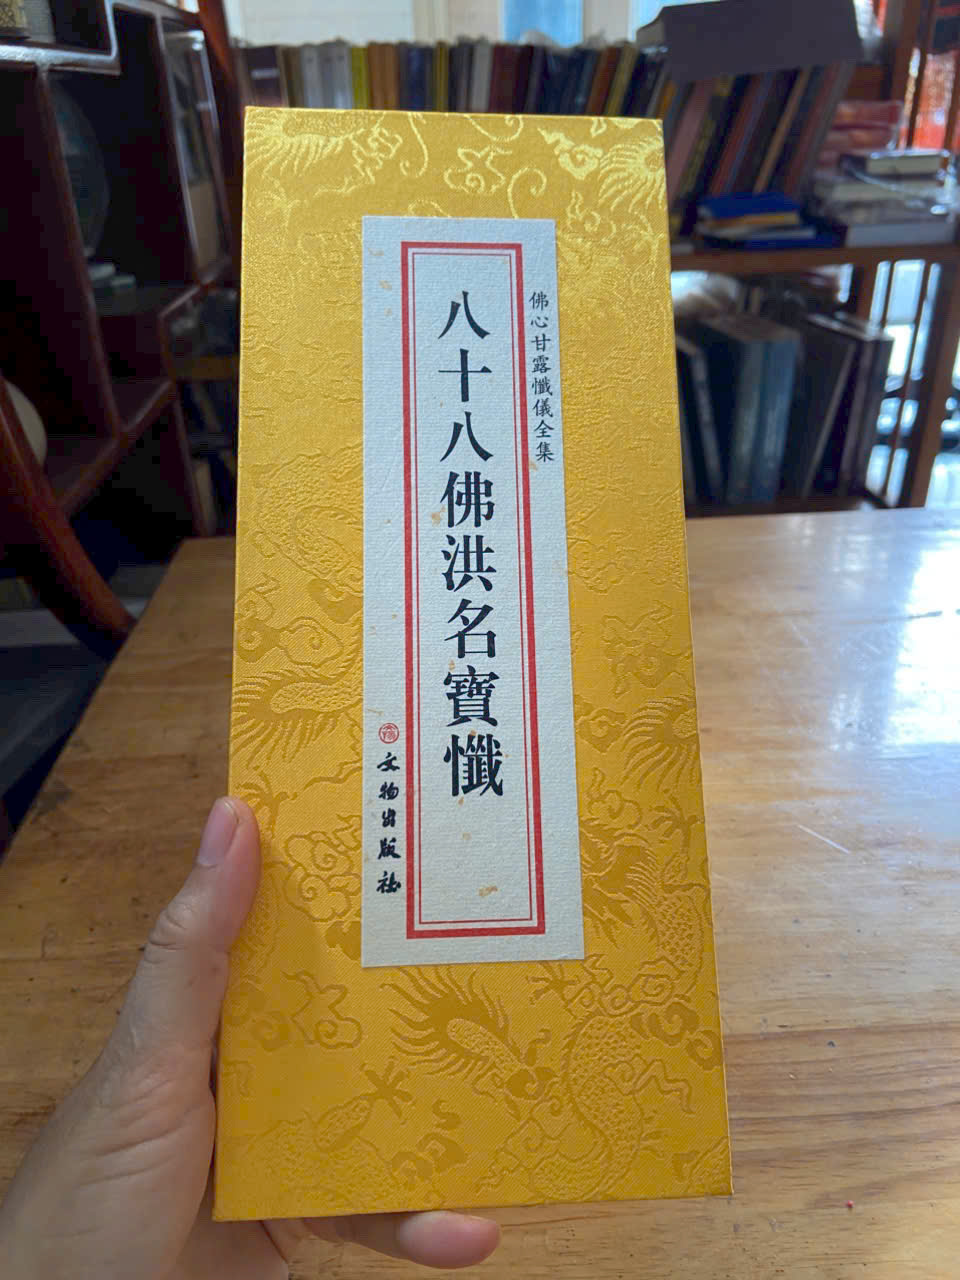 佛心甘露懺儀全集
八十八佛洪名寶懺
文物出版社